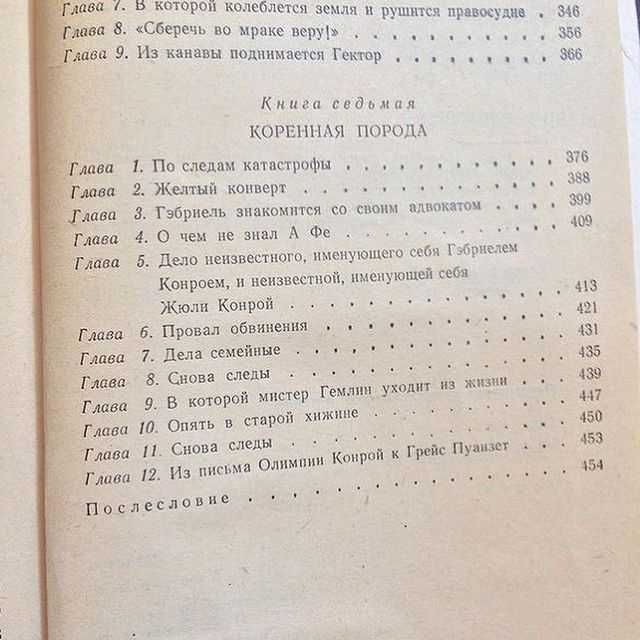 Глава 7. В которой колеблется земля и рушится правосудие . 346
Глава 8. «Сберечь во мраке веру!» . . . . . . . . 356
Глава 9. Из канавы поднимается Гектор . . . . . . . 366
Книга седьмая
КОРЕННАЯ ПОРОДА
Глава 1. По следам катастрофы . . . . . . . . . 376
Глава 2. Желтый конверт . . . . . . . . . . . 388
Глава 3. Гэбриель знакомится со своим адвокатом . . . . 399
Глава 4. О чем не знал А Фе . . . . . . . . . . 409
Глава 5. Дело неизвестного, именующего себя Гэбриелем
Конроем, и неизвестной, именующей себя
Жюли Конрой . . . . . . . . . . . . 413
Глава 6. Провал обвинения . . . . . . . . . . 421
Глава 7. Дела семейные . . . . . . . . . . . 431
Глава 8. Снова следы . . . . . . . . . . . . 435
Глава 9. В которой мистер Гемлин уходит из жизни . . . 439
Глава 10. Опять в старой хижине . . . . . . . . . 447
Глава 11. Снова следы . . . . . . . . . . . . 450
Глава 12. Из письма Олимпии Конрой к Грейс Пуанзет . . . 453
Послесловие . . . . . . . . . . . . . . 454